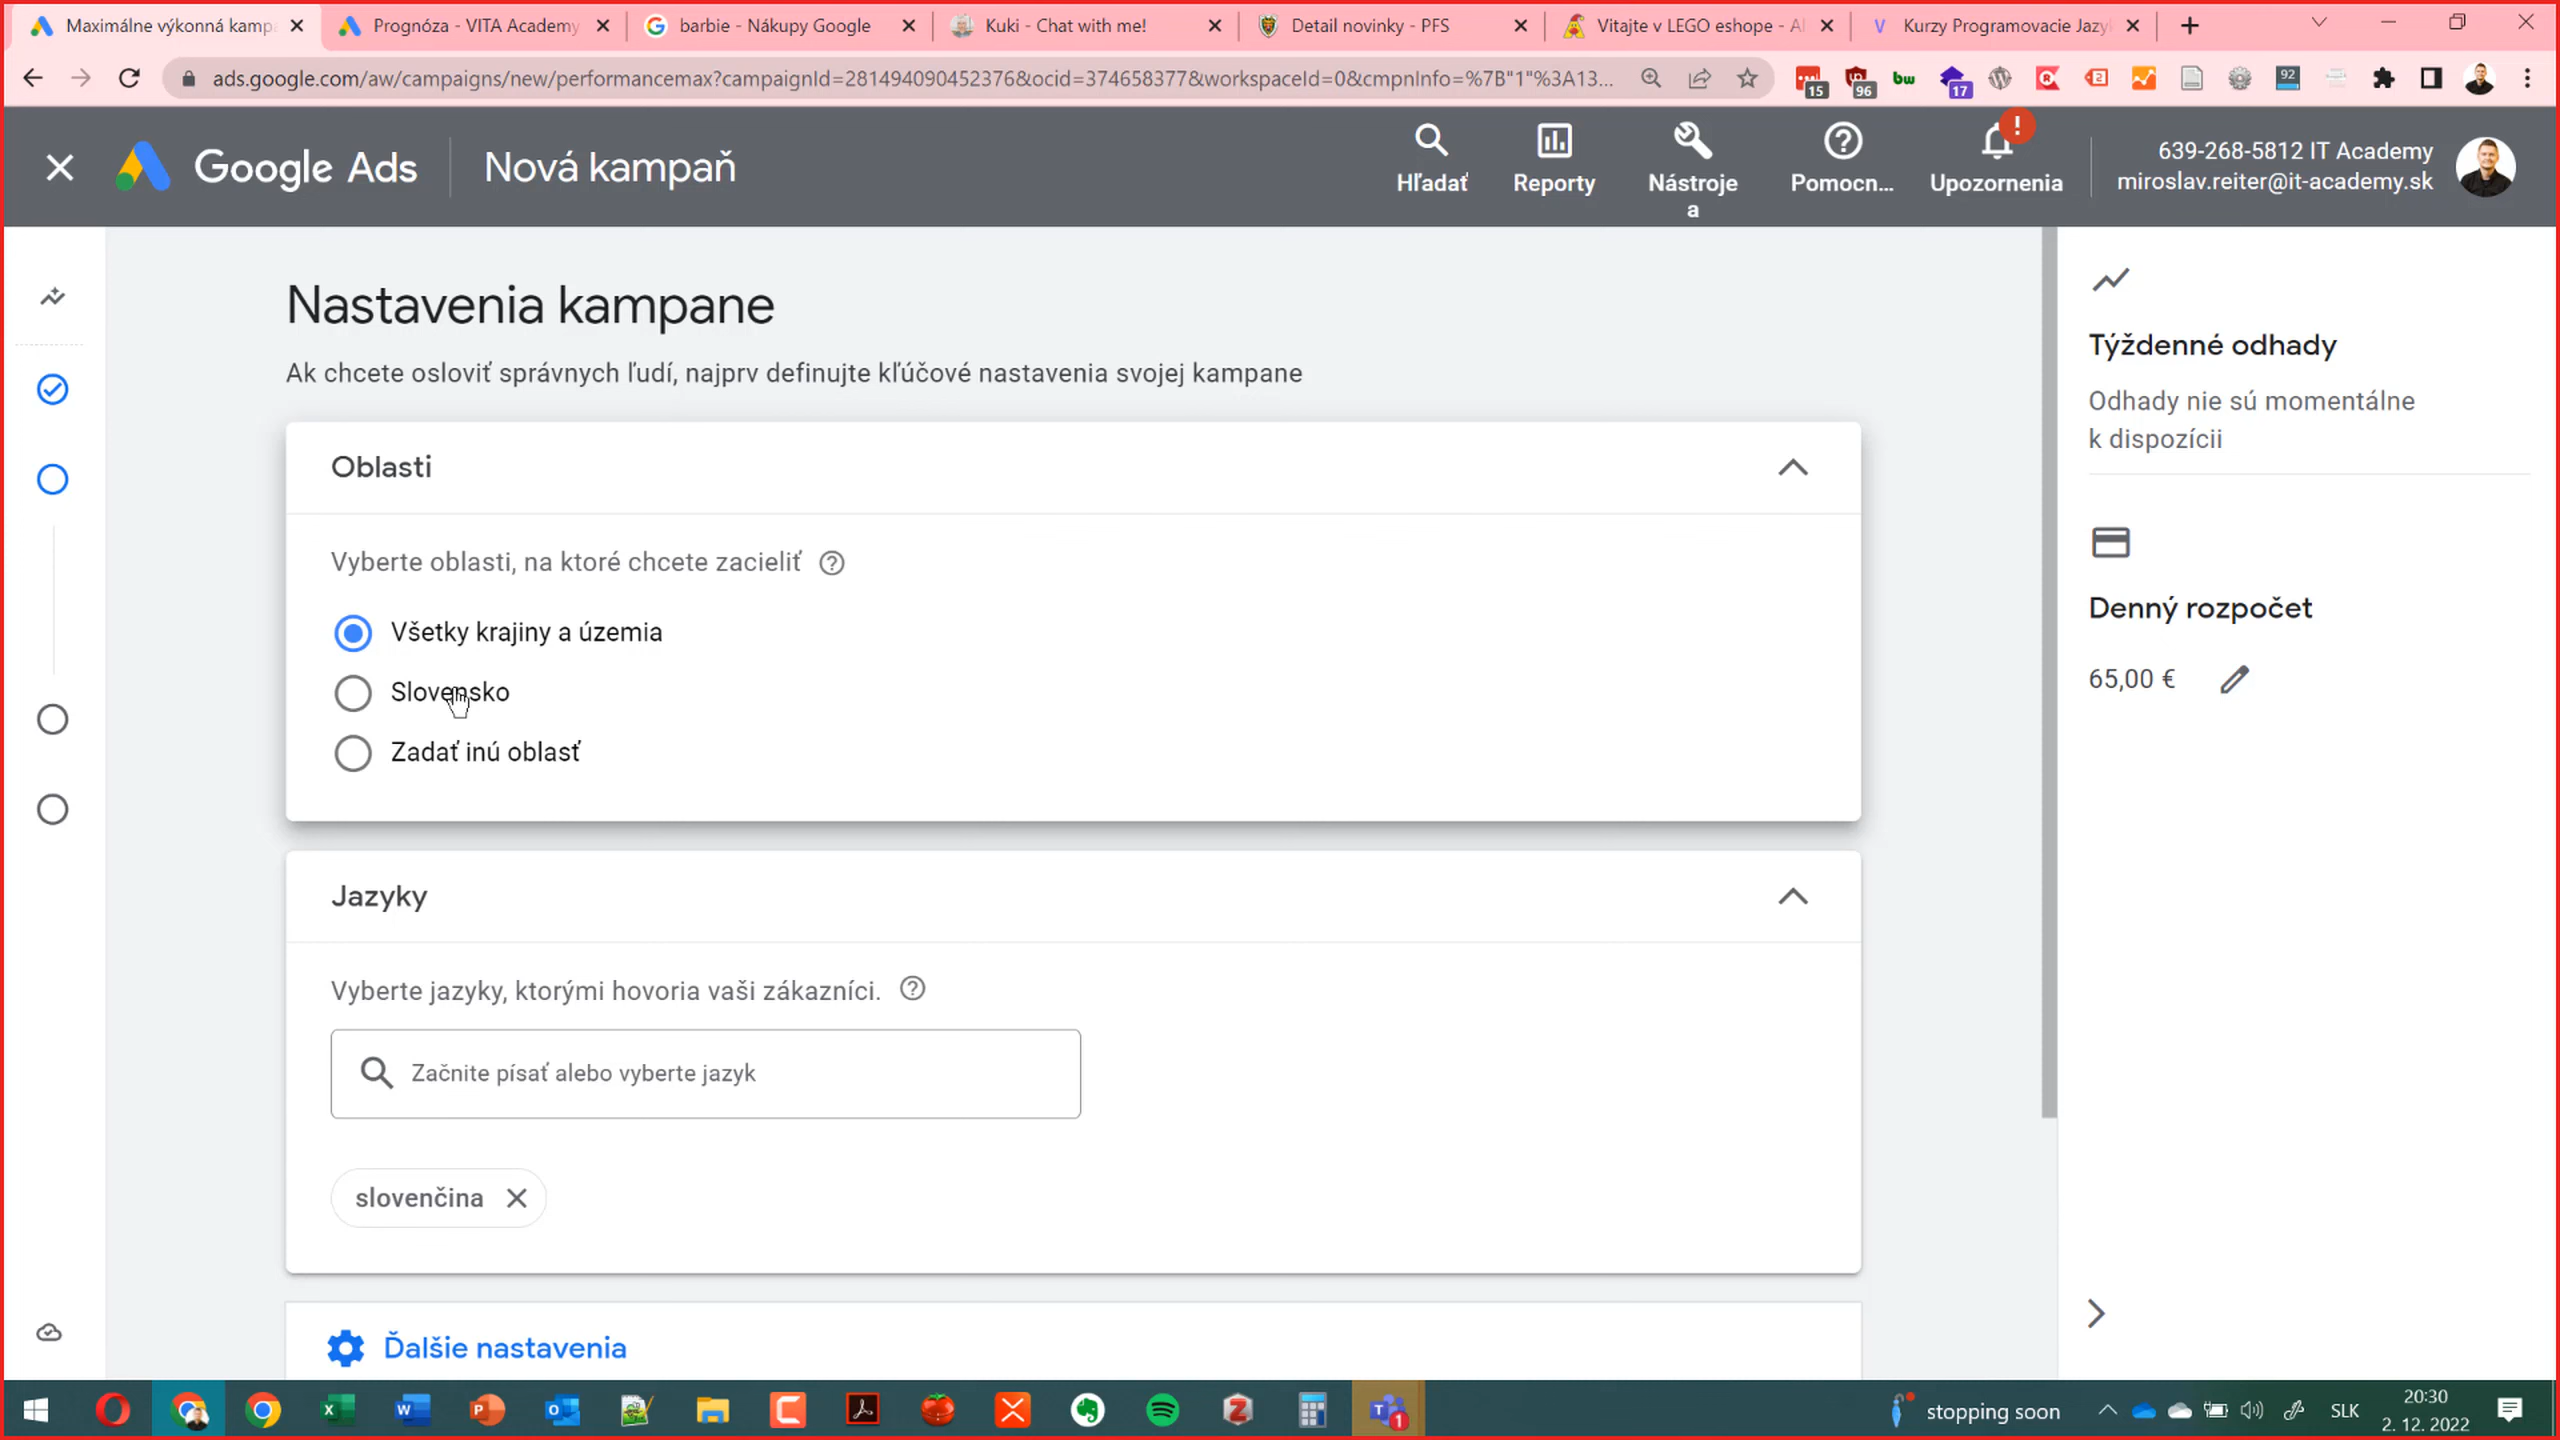 Maximálne výkonná kamp
Prognóza - VITA Academy
barbie - Nákupy Google
Kuki - Chat with me!
Detail novinky - PFS
Vitajte v LEGO eshope - Al
Kurzy Programovacie Jazy
ads.google.com/aw/campaigns/new/performancemax?campaignId=281494090452376&ocid=374658377&workspaceId=0&cmpnInfo=%7B"1"%3A13...
15
96
bw
17
92
Google Ads
Nová kampaň
Hľadať
Reporty
Nástroje
a
Pomocn...
Upozornenia
639-268-5812 IT Academy
miroslav.reiter@it-academy.sk
Nastavenia kampane
Ak chcete osloviť správnych ľudí, najprv definujte kľúčové nastavenia svojej kampane
Oblasti
Vyberte oblasti, na ktoré chcete zacieliť
Všetky krajiny a územia
Slovensko
Zadať inú oblasť
Jazyky
Vyberte jazyky, ktorými hovoria vaši zákazníci.
Začnite písať alebo vyberte jazyk
slovenčina
Ďalšie nastavenia
Týždenné odhady
Odhady nie sú momentálne
k dispozícii
Denný rozpočet
65,00 €
stopping soon
SLK
20:30
2. 12. 2022